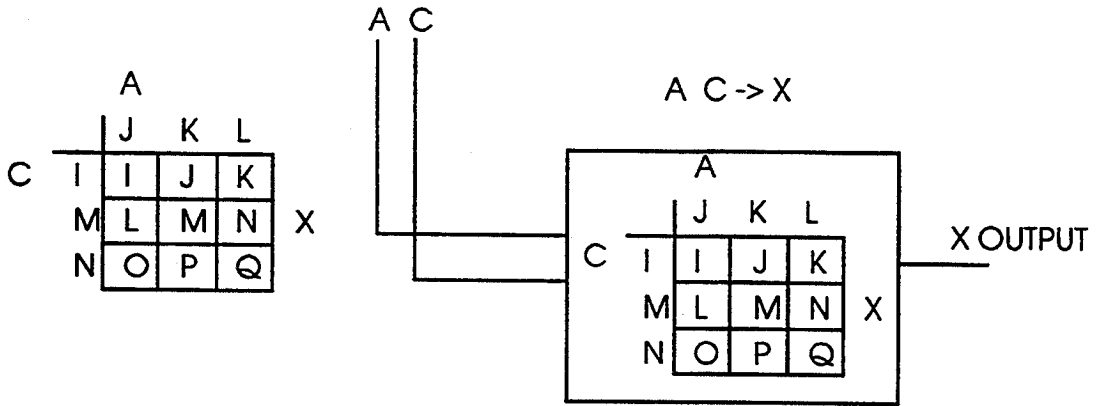 A C
A
J K L
C I I J K
M L M N X
N O P Q
A C -> X
A
J K L
C I I J K
M L M N X
N O P Q
X OUTPUT